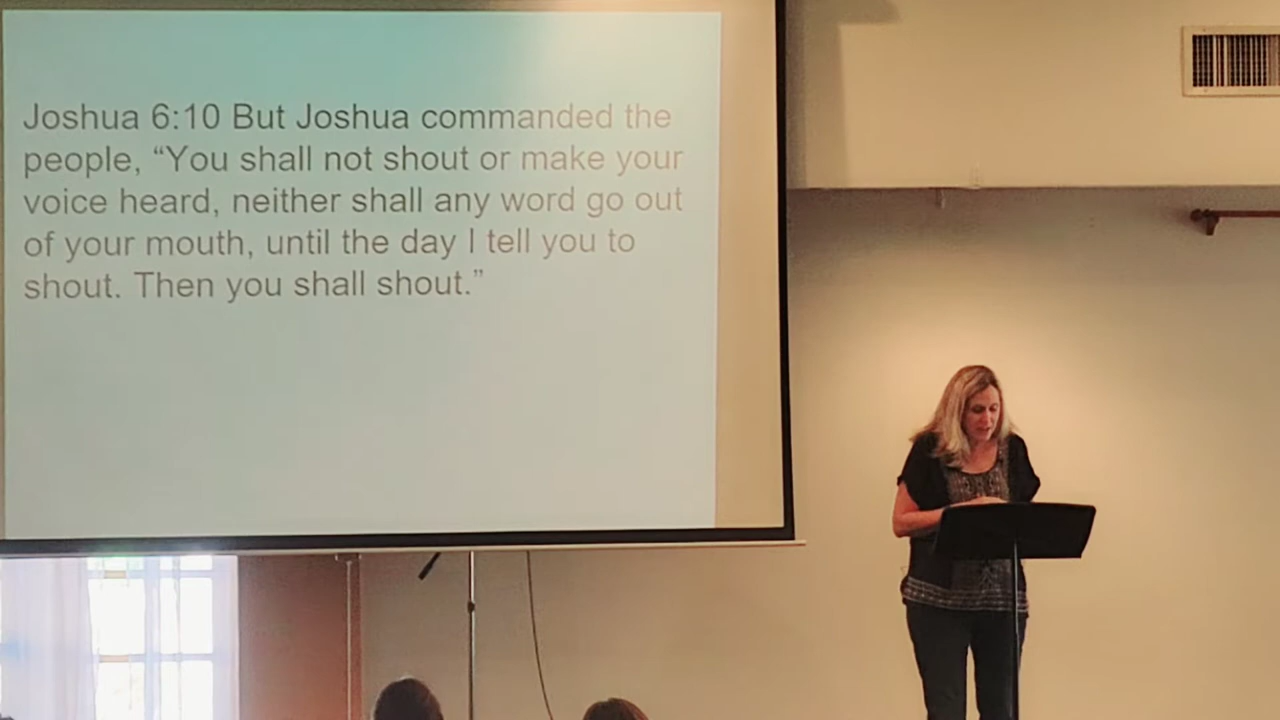 Joshua 6:10 But Joshua commanded the
people, “You shall not shout or make your
voice heard, neither shall any word go out
of your mouth, until the day I tell you to
shout. Then you shall shout.”